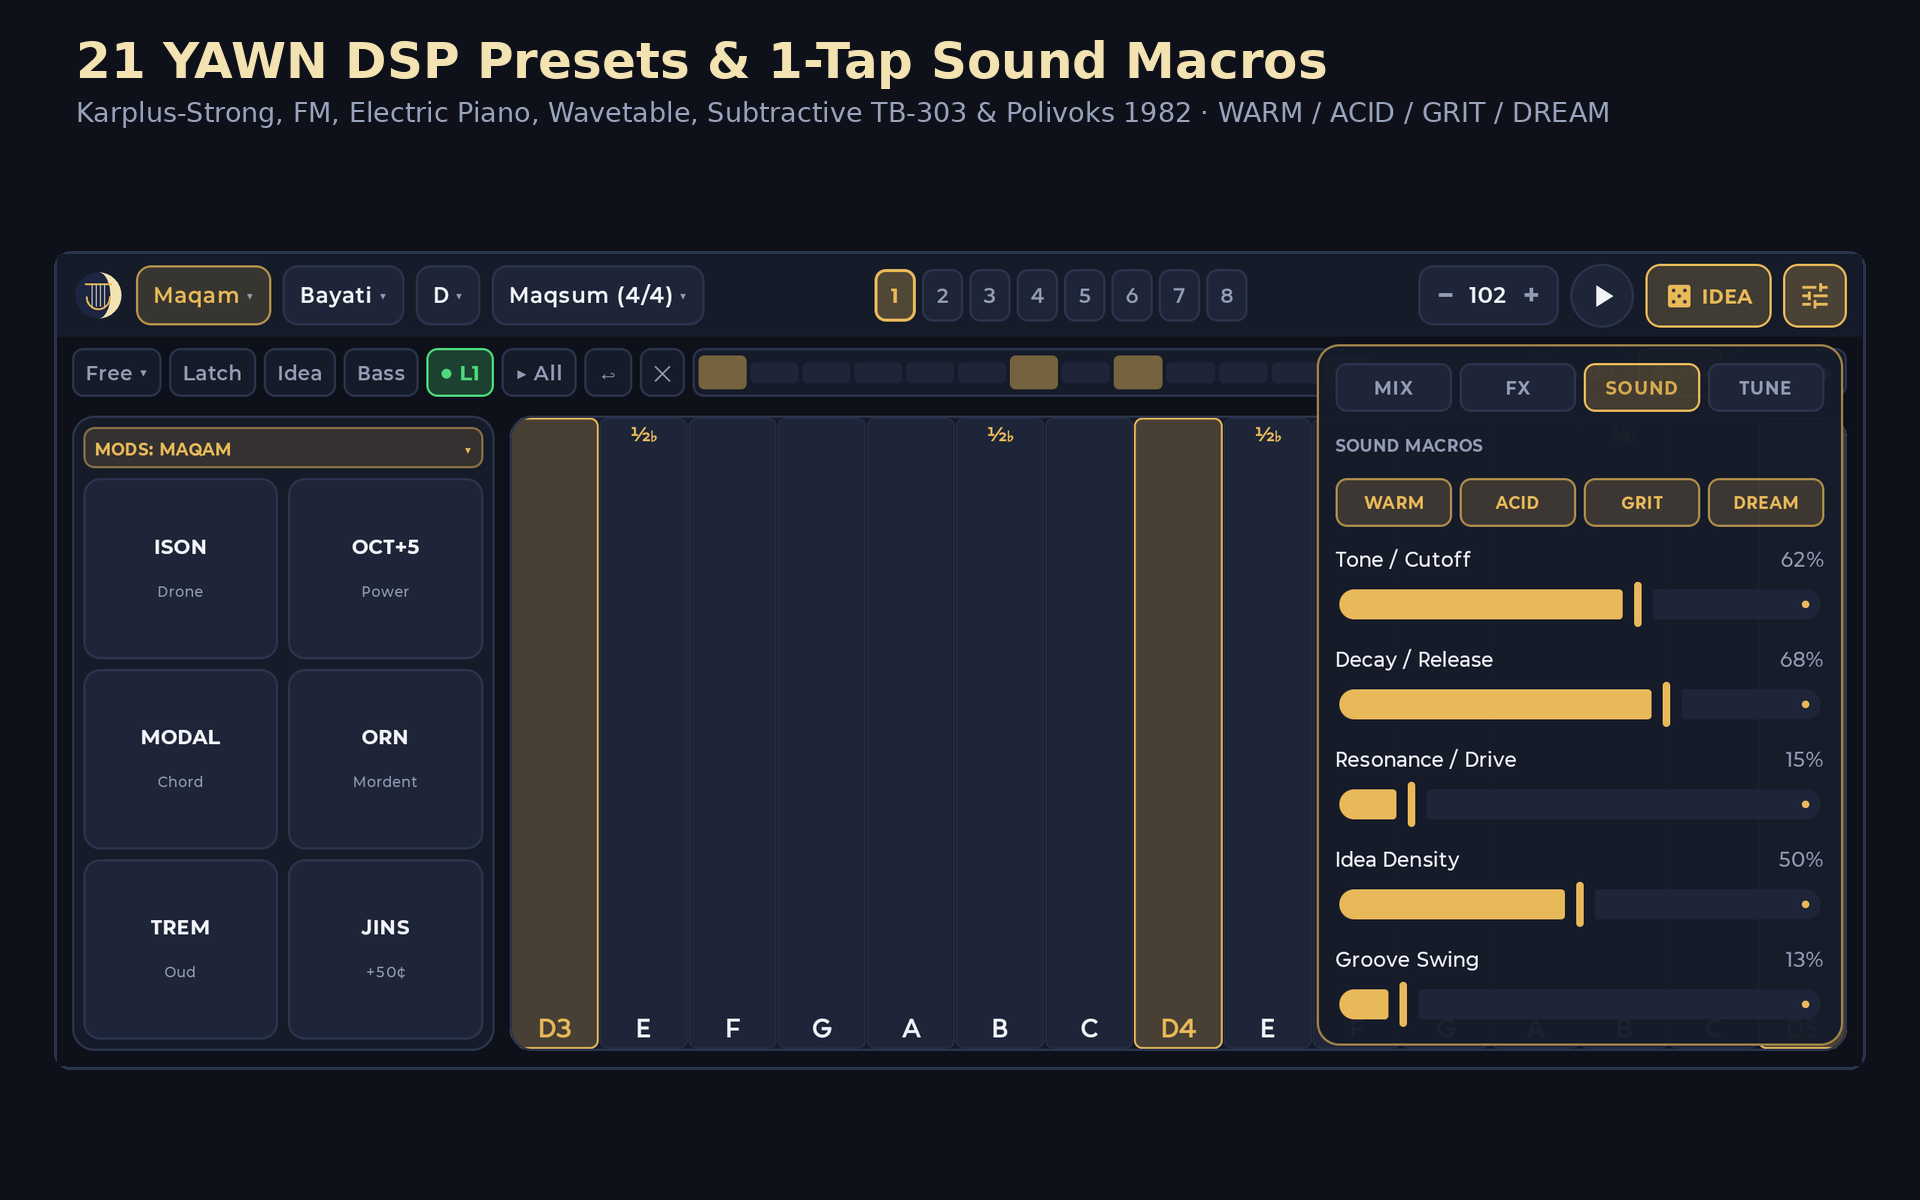 21 YAWN DSP Presets & 1-Tap Sound Macros
Karplus-Strong, FM, Electric Piano, Wavetable, Subtractive TB-303 & Polivoks 1982 · WARM / ACID / GRIT / DREAM
Maqam ▾ Bayati ▾ D ▾ Maqsum (4/4) ▾ 1 2 3 4 5 6 7 8 − 102 + IDEA
Free ▾ Latch Idea Bass ● L1 ▸ All
MIX FX SOUND TUNE
MODS: MAQAM ▾
½♭ ½♭ ½♭
SOUND MACROS
WARM ACID GRIT DREAM
ISON OCT+5
Drone Power
MODAL ORN
Chord Mordent
TREM JINS
Oud +50¢
Tone / Cutoff 62%
Decay / Release 68%
Resonance / Drive 15%
Idea Density 50%
Groove Swing 13%
D3 E F G A B C D4 E F G A B C D5